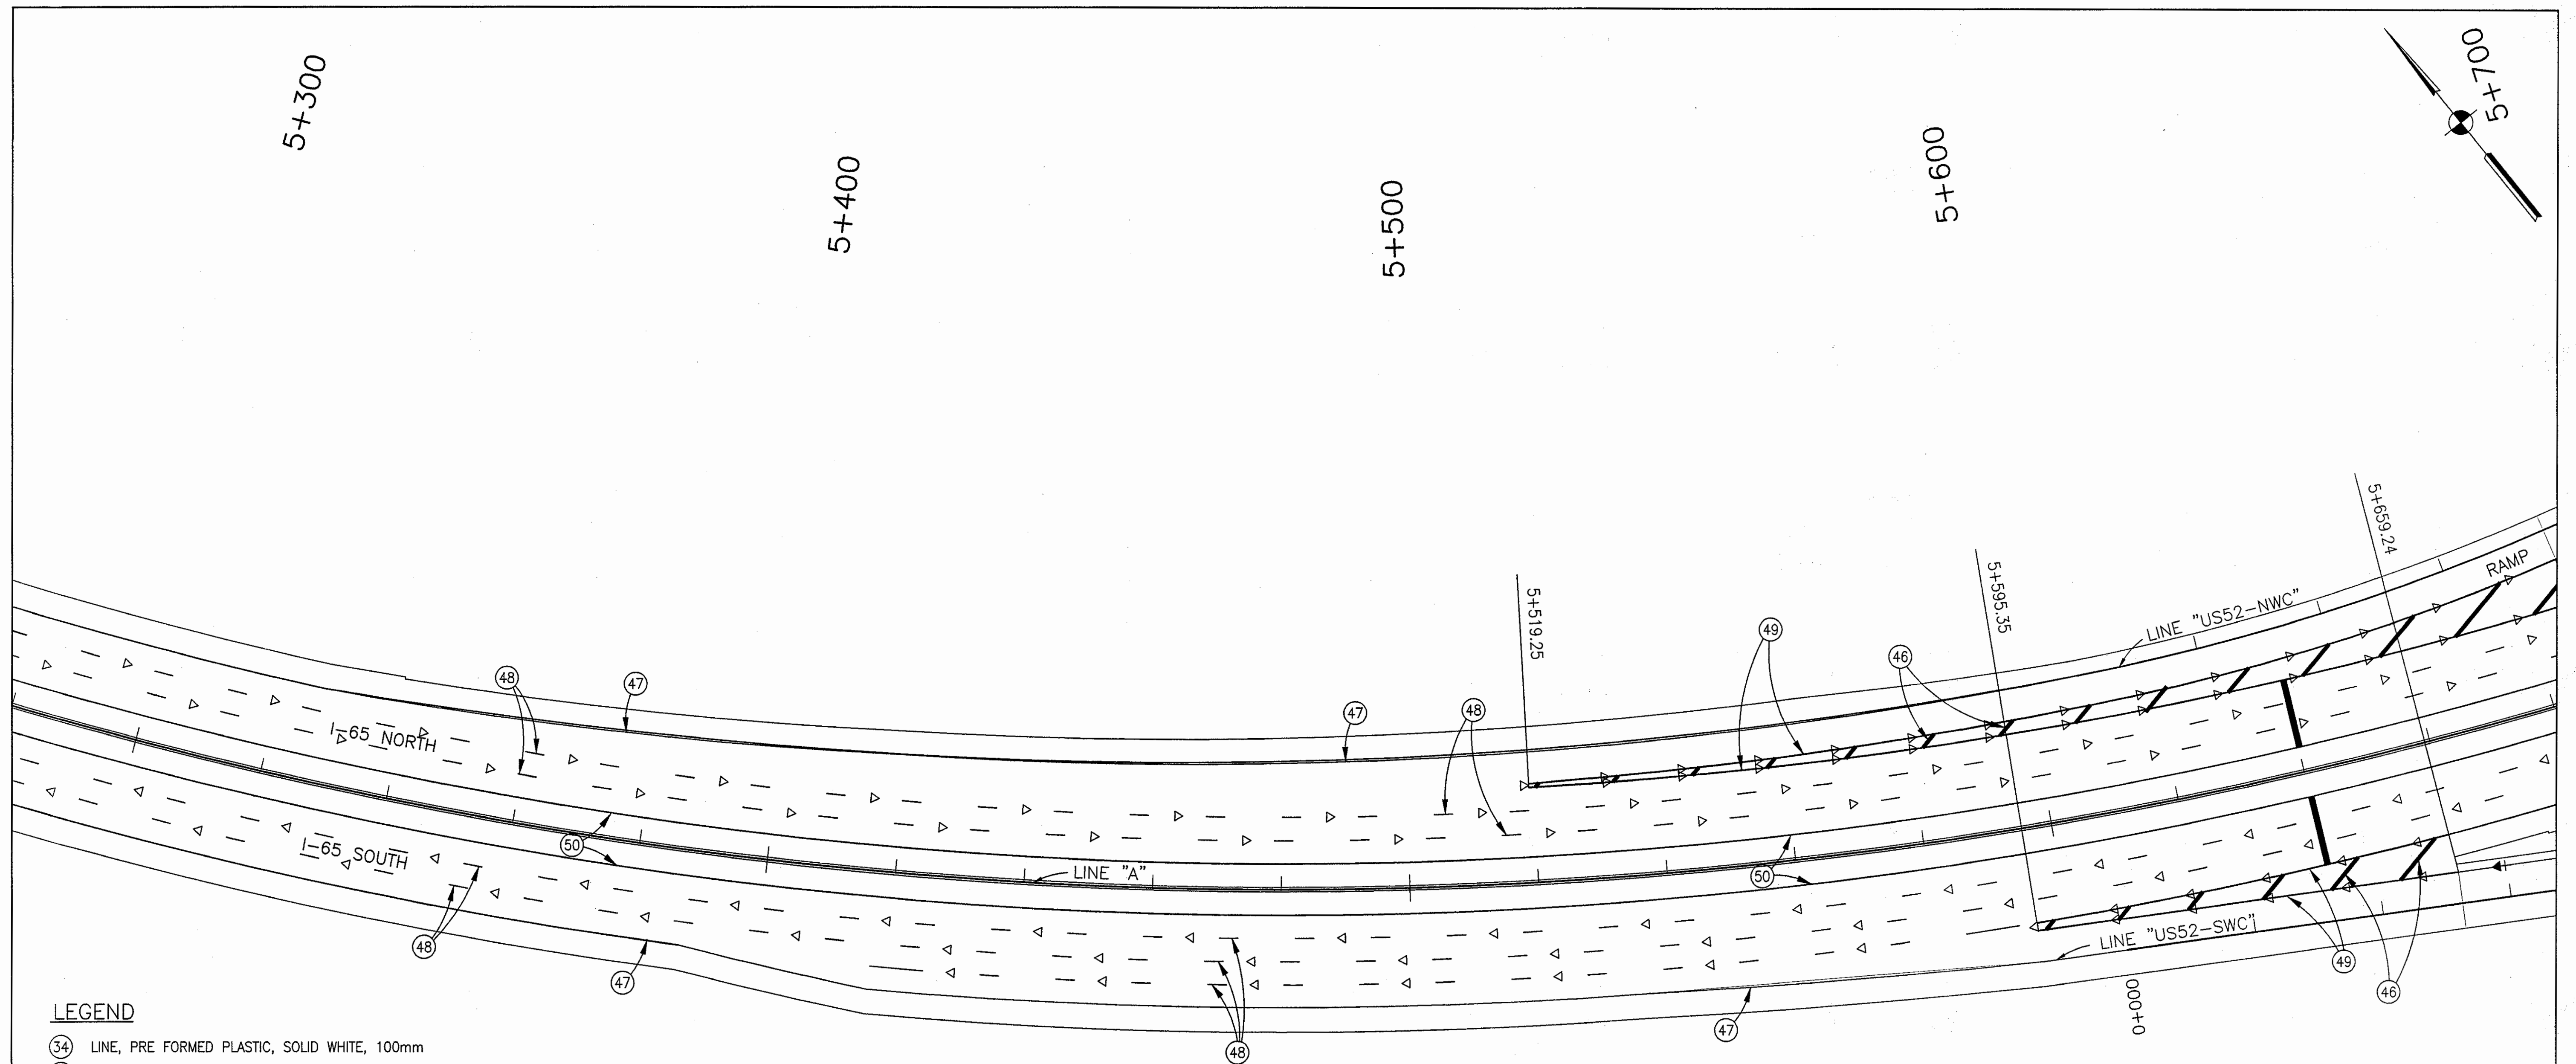 5+300
5+400
5+500
5+600
5+700
5+519.25
5+595.35
5+659.24
RAMP
LINE "US52-NWC"
49
46
48
47
47
48
I-65 NORTH
50
I-65 SOUTH
LINE "A"
50
48
47
48
47
LINE "US52-SWC"
49
46
0+000
LEGEND
34 LINE, PRE FORMED PLASTIC, SOLID WHITE, 100mm